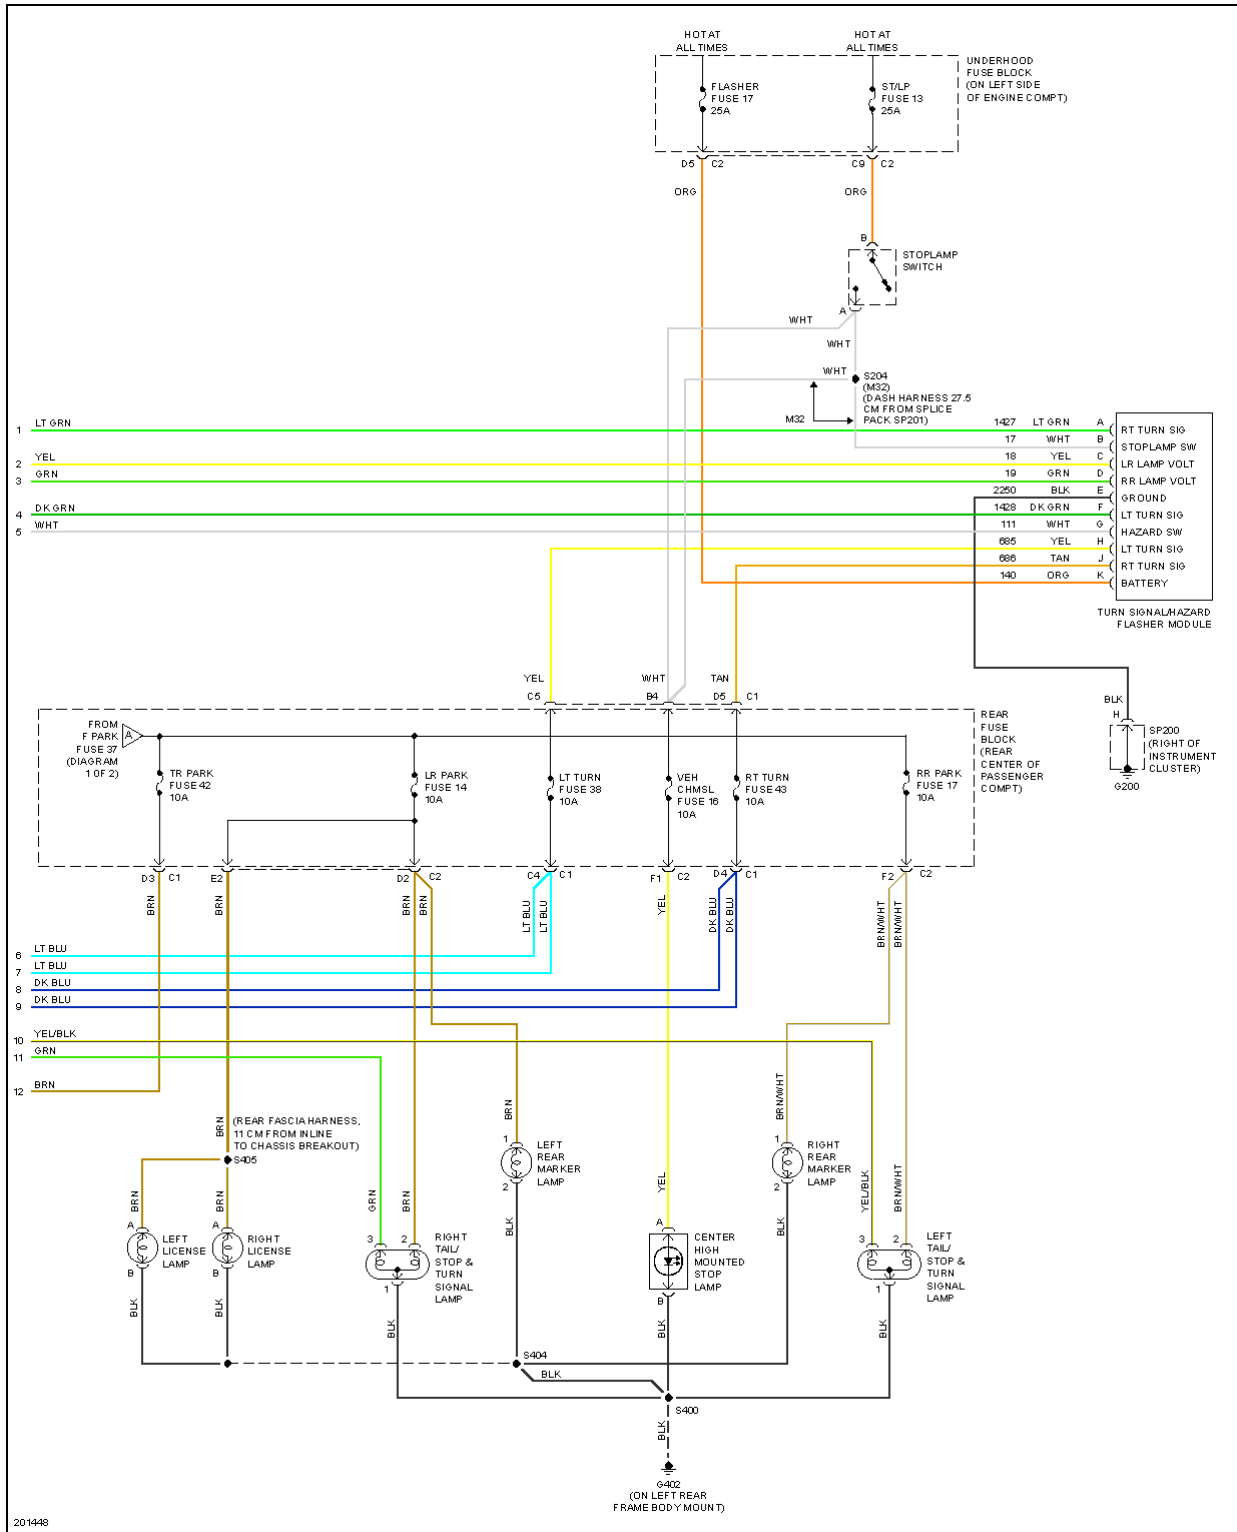 HOT AT
ALL TIMES
HOT AT
ALL TIMES
FLASHER
FUSE 17
25A
ST/LP
FUSE 13
25A
UNDERHOOD
FUSE BLOCK
(ON LEFT SIDE
OF ENGINE COMPT)
D5 C2
C9 C2
ORG
ORG
B
STOPLAMP
SWITCH
A
WHT
WHT
WHT
S204
(M32)
(DASH HARNESS 27.5
CM FROM SPLICE
PACK SP201)
M32
1 LT GRN
2 YEL
3 GRN
4 DK GRN
5 WHT
1427 LT GRN A RT TURN SIG
17 WHT B STOPLAMP SW
18 YEL C LR LAMP VOLT
19 GRN D RR LAMP VOLT
2250 BLK E GROUND
1428 DK GRN F LT TURN SIG
111 WHT G HAZARD SW
685 YEL H LT TURN SIG
686 TAN J RT TURN SIG
140 ORG K BATTERY
TURN SIGNAL/HAZARD
FLASHER MODULE
YEL
WHT
TAN
C5
B4
D5 C1
BLK
H
SP200
(RIGHT OF
INSTRUMENT
CLUSTER)
G200
FROM
F PARK
FUSE 37
(DIAGRAM
1 OF 2)
A
TR PARK
FUSE 42
10A
LR PARK
FUSE 14
10A
LT TURN
FUSE 38
10A
VEH
CHMSL
FUSE 16
10A
RT TURN
FUSE 43
10A
RR PARK
FUSE 17
10A
REAR
FUSE
BLOCK
(REAR
CENTER OF
PASSENGER
COMPT)
D3 C1
E2
D2 C2
C4 C1
F1 C2
D4 C1
F2 C2
BRN
BRN
BRN
BRN
LT BLU
LT BLU
YEL
DK BLU
DK BLU
BRN/WHT
BRN/WHT
6 LT BLU
7 LT BLU
8 DK BLU
9 DK BLU
10 YEL/BLK
11 GRN
12 BRN
BRN
(REAR FASCIA HARNESS,
11 CM FROM INLINE
TO CHASSIS BREAKOUT)
S405
BRN
BRN
GRN
BRN
BRN
YEL
BRN/WHT
YEL/BLK
BRN/WHT
1
LEFT
REAR
MARKER
LAMP
2
1
RIGHT
REAR
MARKER
LAMP
2
A
LEFT
LICENSE
LAMP
B
A
RIGHT
LICENSE
LAMP
B
3 2
RIGHT
TAIL/
STOP &
TURN
SIGNAL
LAMP
1
A
CENTER
HIGH
MOUNTED
STOP
LAMP
B
3 2
LEFT
TAIL/
STOP &
TURN
SIGNAL
LAMP
1
BLK
BLK
BLK
BLK
BLK
BLK
BLK
S404
BLK
S400
BLK
G402
(ON LEFT REAR
FRAME BODY MOUNT)
201448